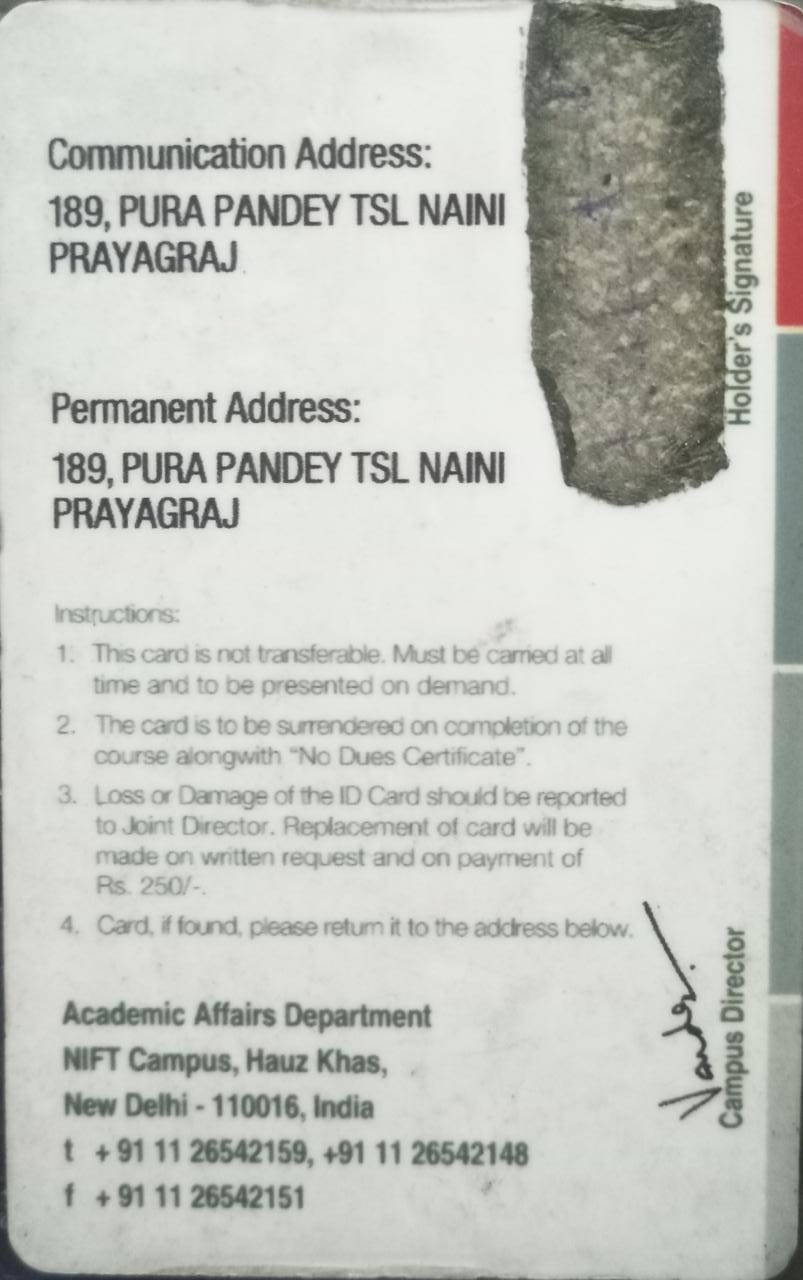 Communication Address:
189, PURA PANDEY TSL NAINI
PRAYAGRAJ
Permanent Address:
189, PURA PANDEY TSL NAINI
PRAYAGRAJ
Holder's Signature
Instructions:
1. This card is not transferable. Must be carried at all
time and to be presented on demand.
2. The card is to be surrendered on completion of the
course alongwith “No Dues Certificate”.
3. Loss or Damage of the ID Card should be reported
to Joint Director. Replacement of card will be
made on written request and on payment of
Rs. 250/-.
4. Card, if found, please return it to the address below.
Academic Affairs Department
NIFT Campus, Hauz Khas,
New Delhi - 110016, India
t + 91 11 26542159, +91 11 26542148
f + 91 11 26542151
Campus Director